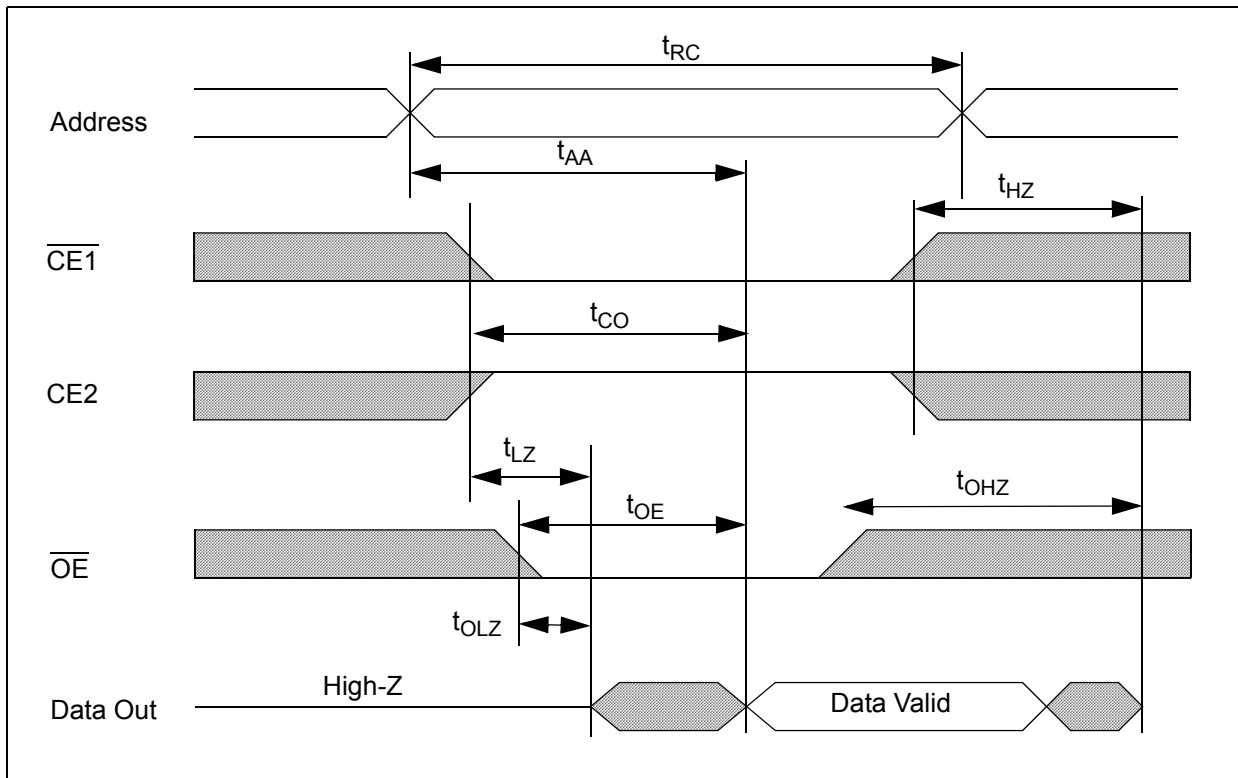 tRC
Address
tAA
tHZ
CE1
tCO
CE2
tLZ
tOHZ
tOE
OE
tOLZ
High-Z
Data Out
Data Valid